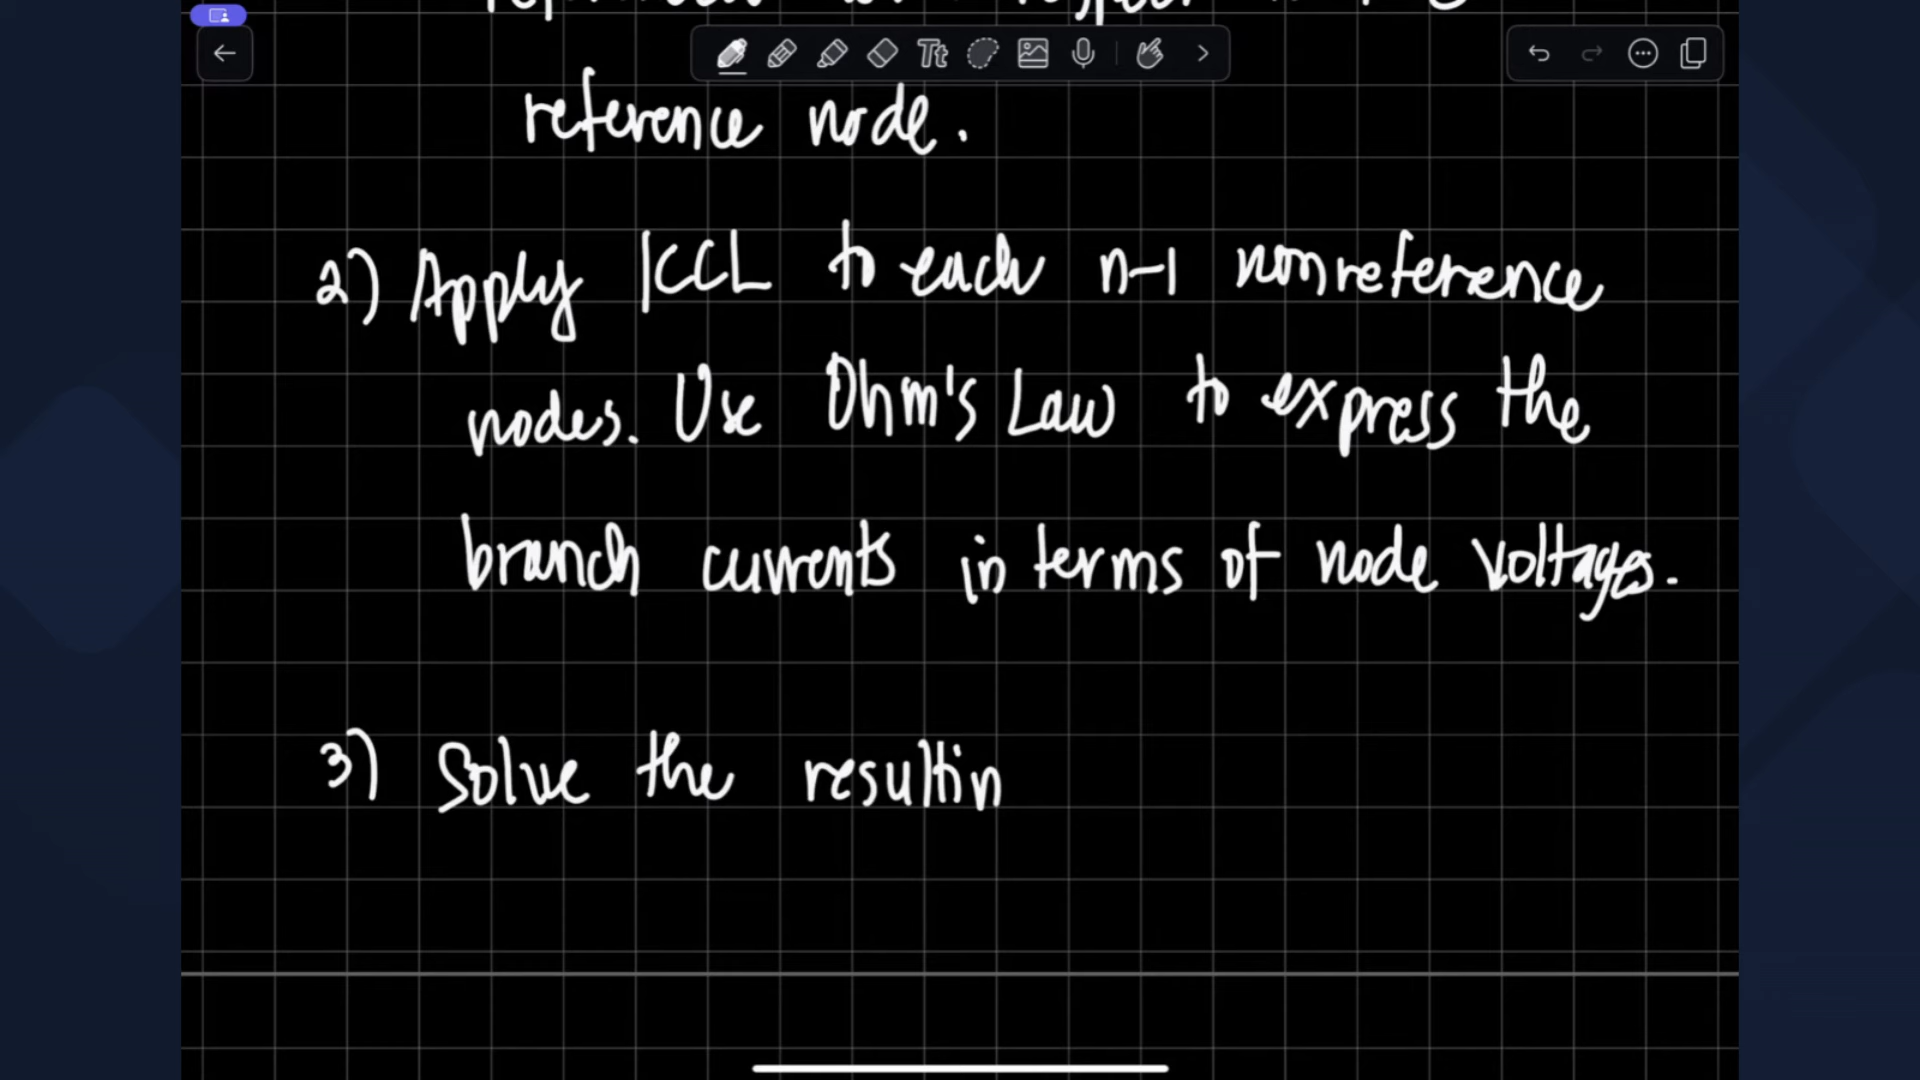 reference node.
2) Apply KCL to each n-1 nonreference
nodes. Use Ohm's Law to express the
branch currents in terms of node voltages.
3) Solve the resultin